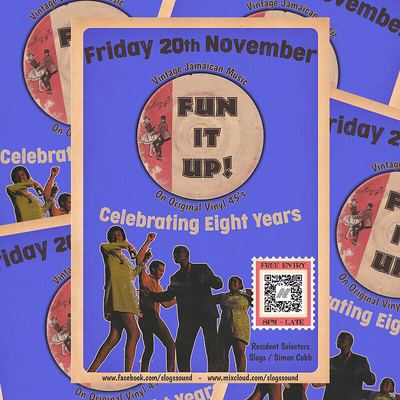 Friday 20th November
Vintage Jamaican Music
FUN
IT
UP!
On Original Vinyl 45's
Celebrating Eight Years
FREE ENTRY
8PM - LATE
Resident Selectors
Slogs / Simon Cobb
www.facebook.com/slogssound - www.mixcloud.com/slogssound